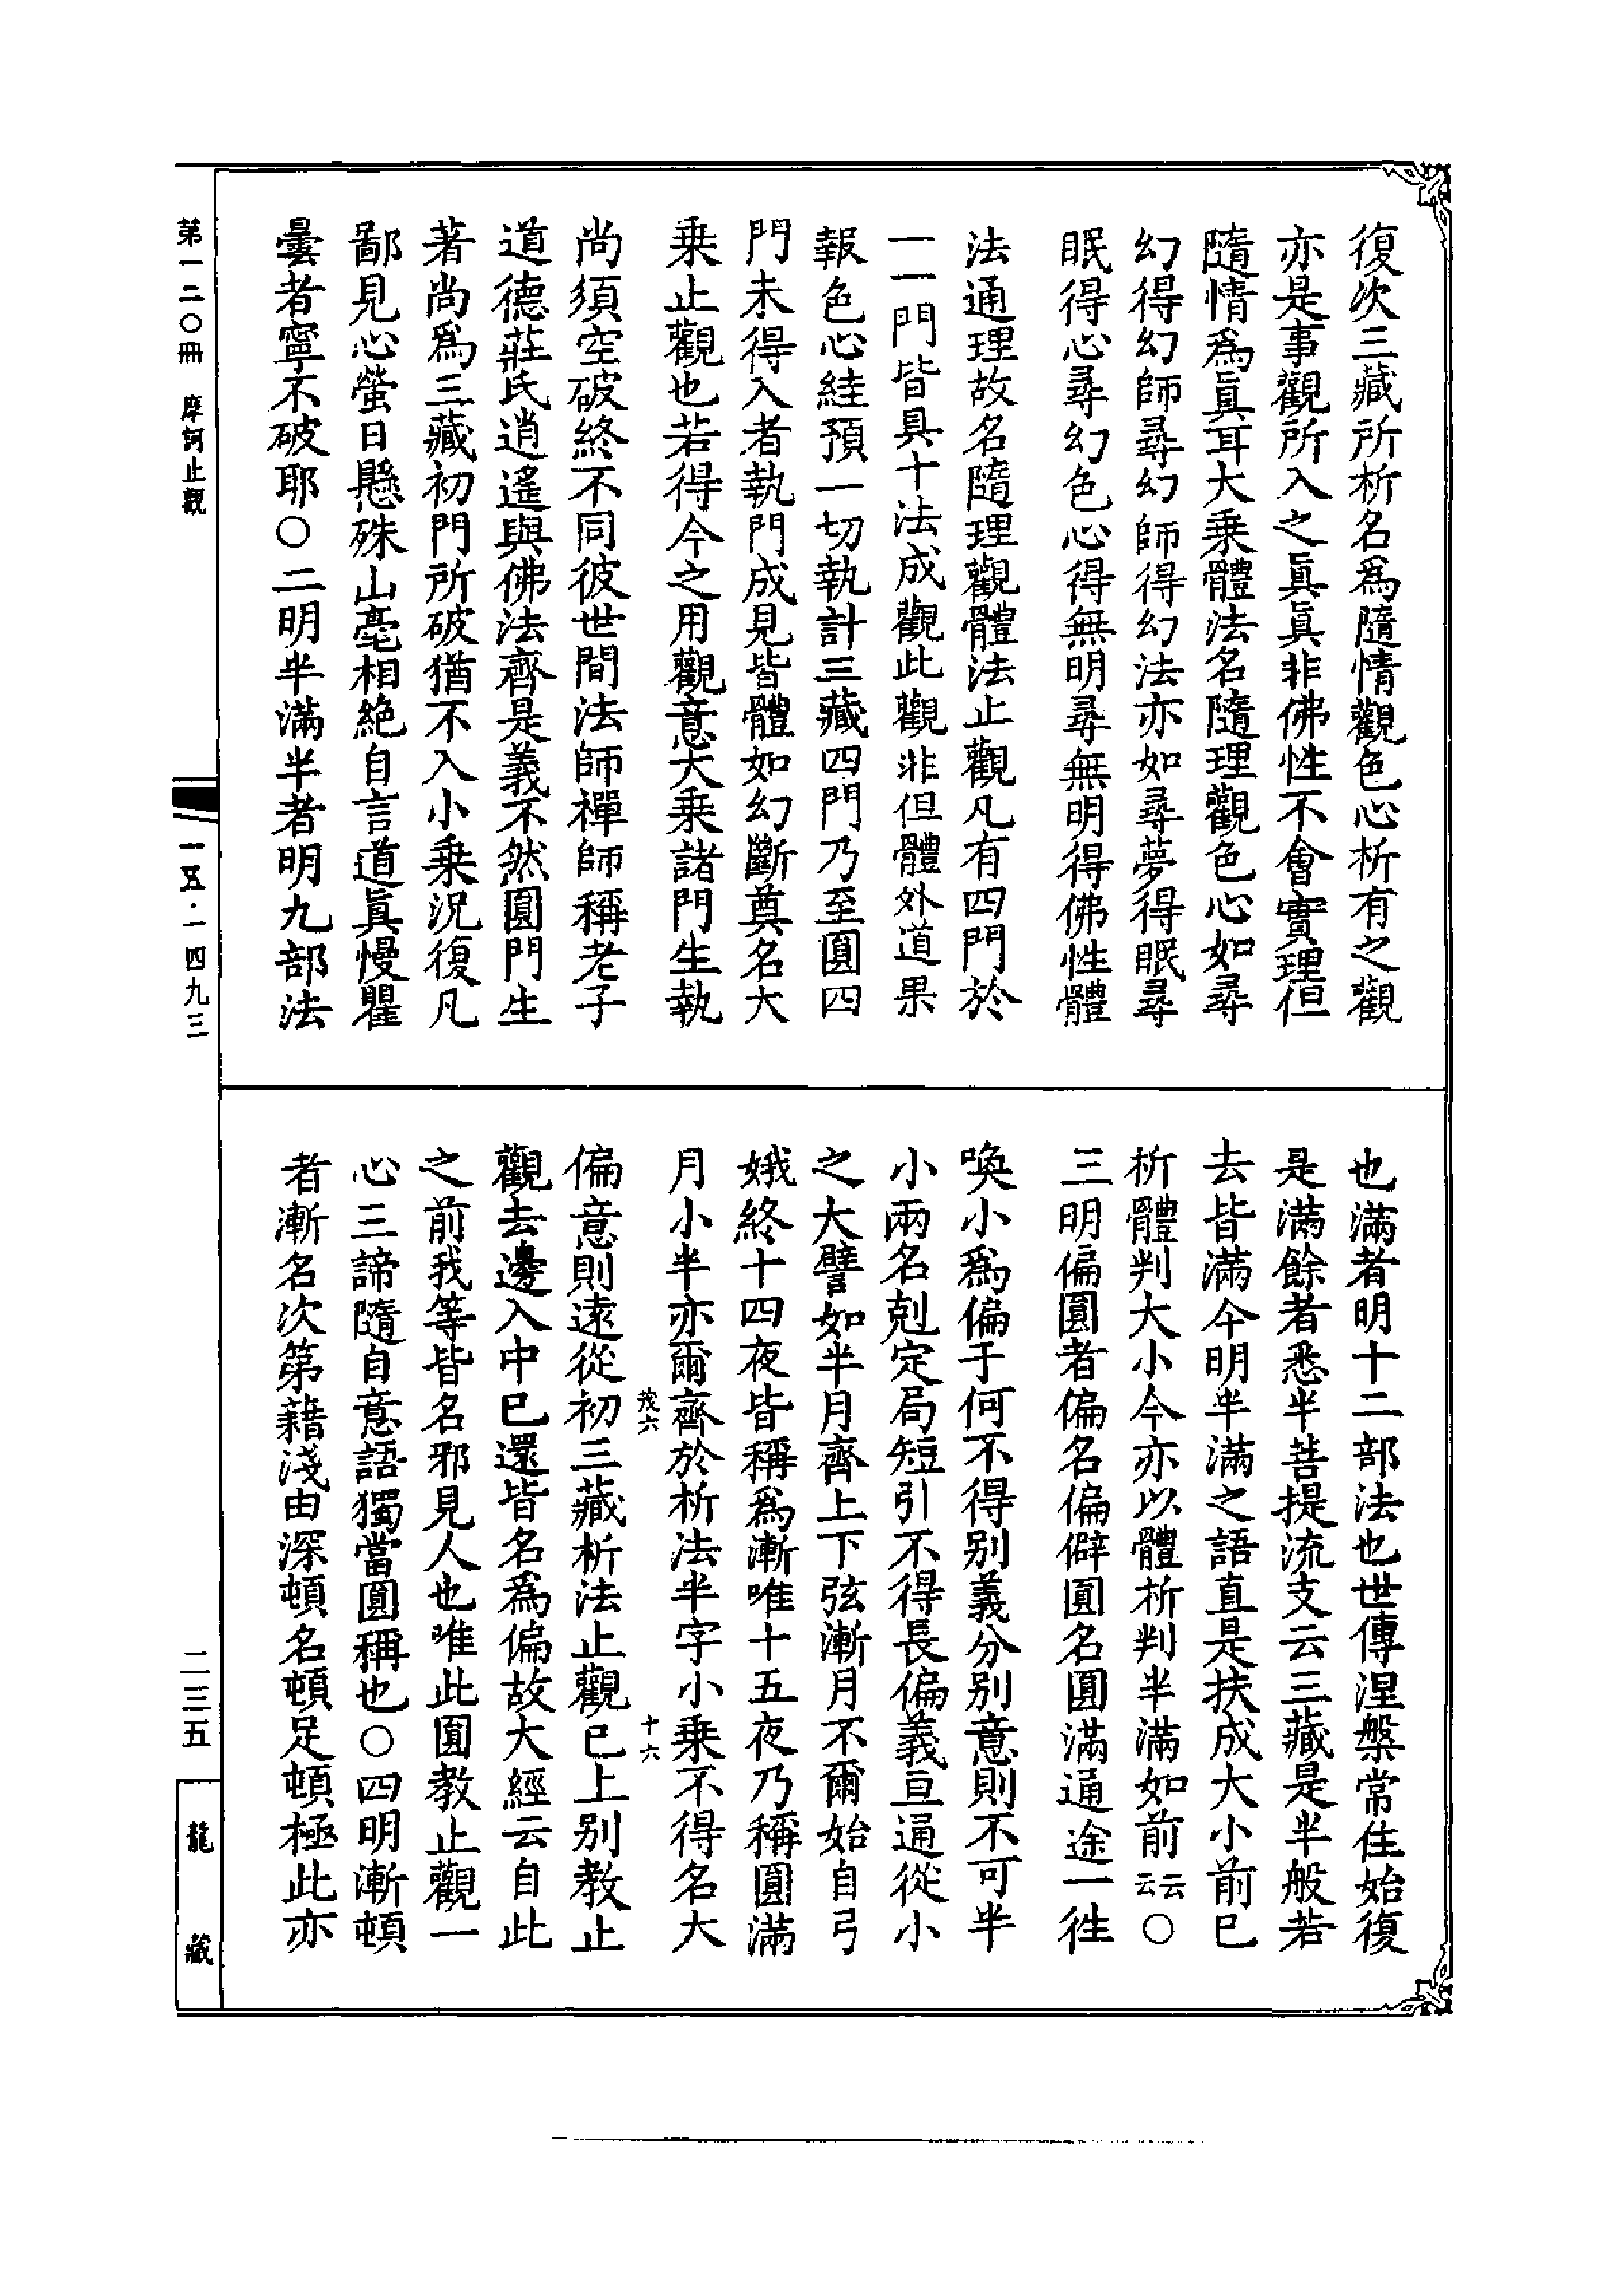 復次三藏所析名爲隨情觀色心析有之觀
亦是事觀所入之眞眞非佛性不會實理但
隨情爲眞耳大乘體法名隨理觀色心如尋
幻得幻師尋幻師得幻法亦如尋夢得眠尋
眠得心尋幻色心得無明尋無明得佛性體
法通理故名隨理觀體法止觀凡有四門於
一一門皆具十法成觀此觀非但體外道果
報色心絓預一切執計三藏四門乃至圓四
門未得入者執門成見皆體如幻斷奠名大
乘止觀也若得今之用觀意大乘諸門生執
尚須空破終不同彼世間法師禪師稱老子
道德莊氏逍遙與佛法齊是義不然圓門生
著尚爲三藏初門所破猶不入小乘況復凡
鄙見心螢日懸殊山毫相絶自言道眞慢瞿
曇者寧不破耶○二明半滿半者明九部法
也滿者明十二部法也世傳涅槃常住始復
是滿餘者悉半菩提流支云三藏是半般若
去皆滿今明半滿之語直是扶成大小前已
析體判大小今亦以體析判半滿如前云云○
三明偏圓者偏名偏僻圓名圓滿通途一徃
喚小爲偏于何不得别義分别意則不可半
小兩名剋定局短引不得長偏義亘通從小
之大譬如半月齊上下弦漸月不爾始自弓
娥終十四夜皆稱爲漸唯十五夜乃稱圓滿
月小半亦爾齊於析法半字小乘不得名大
茂六
十六
偏意則遠從初三藏析法止觀已上别教止
觀去邊入中已還皆名爲偏故大經云自此
之前我等皆名邪見人也唯此圓教止觀一
心三諦隨自意語獨當圓稱也○四明漸頓
者漸名次第藉淺由深頓名頓足頓極此亦
第一二〇冊
摩訶止觀
一五·一四九三
二三五
龍藏